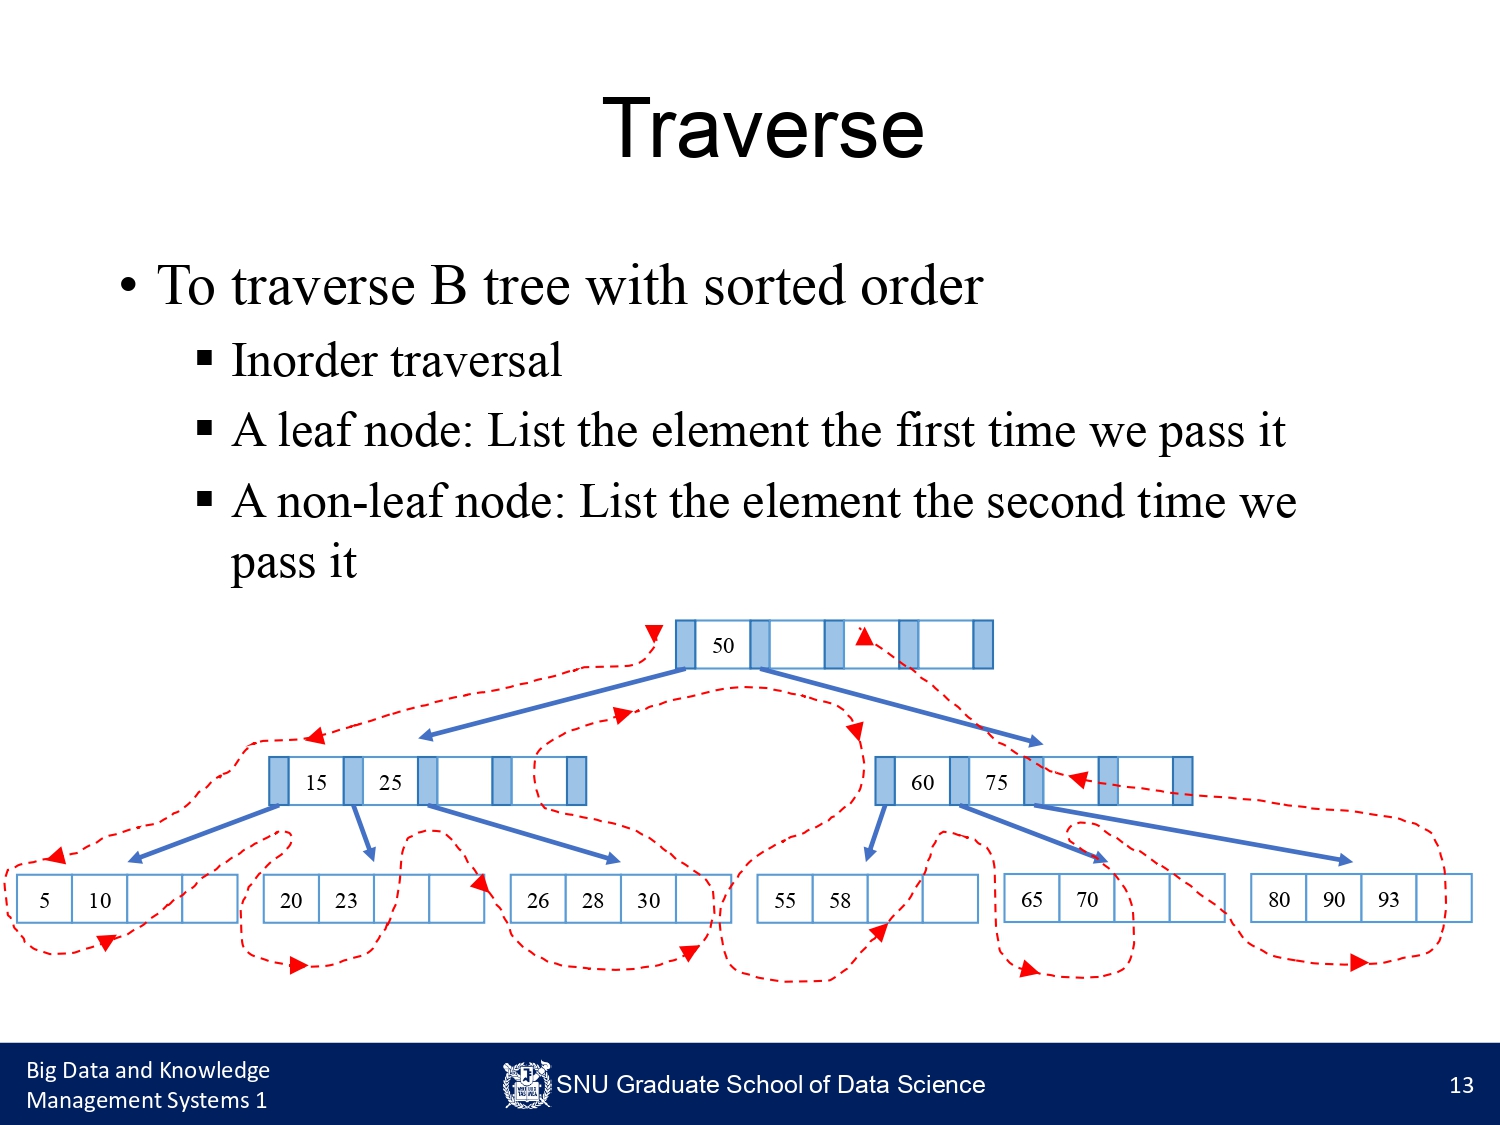 Traverse
• To traverse B tree with sorted order
▪ Inorder traversal
▪ A leaf node: List the element the first time we pass it
▪ A non-leaf node: List the element the second time we
pass it
50
15 25
60 75
5 10
20 23
26 28 30
55 58
65 70
80 90 93
Big Data and Knowledge
Management Systems 1
SNU Graduate School of Data Science
13